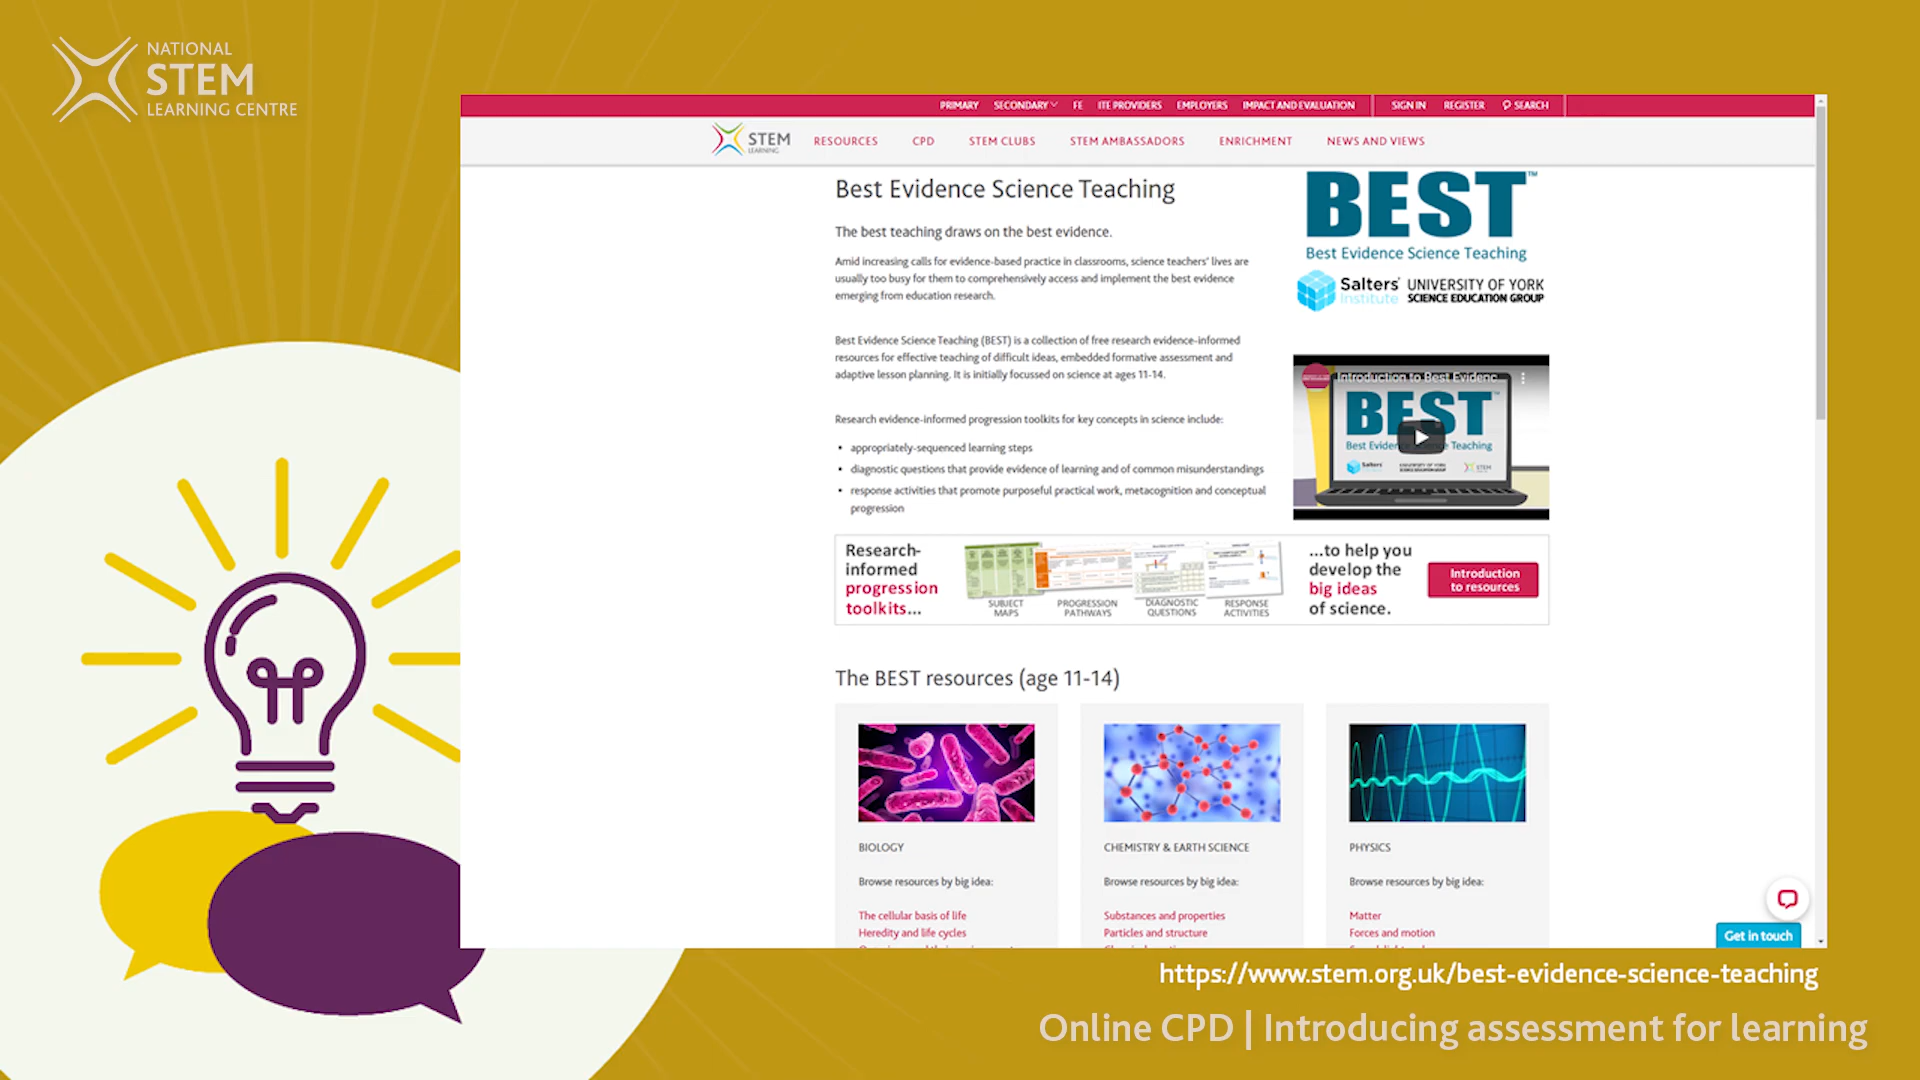 NATIONAL
STEM
LEARNING CENTRE
PRIMARY SECONDARY FE ITE PROVIDERS EMPLOYERS IMPACT AND EVALUATION SIGN IN REGISTER SEARCH
STEM
LEARNING
RESOURCES CPD STEM CLUBS STEM AMBASSADORS ENRICHMENT NEWS AND VIEWS
Best Evidence Science Teaching
The best teaching draws on the best evidence.
Amid increasing calls for evidence-based practice in classrooms, science teachers' lives are
usually too busy for them to comprehensively access and implement the best evidence
emerging from education research.
Best Evidence Science Teaching (BEST) is a collection of free research evidence-informed
resources for effective teaching of difficult ideas, embedded formative assessment and
adaptive lesson planning. It is initially focussed on science at ages 11-14.
Research evidence-informed progression toolkits for key concepts in science include:
• appropriately-sequenced learning steps
• diagnostic questions that provide evidence of learning and of common misunderstandings
• response activities that promote purposeful practical work, metacognition and conceptual
progression
BEST™
Best Evidence Science Teaching
Salters' Institute
UNIVERSITY OF YORK
SCIENCE EDUCATION GROUP
Introduction to Best Evidenc
BEST
Best Evidence Science Teaching
Research-
informed
progression
toolkits...
SUBJECT
MAPS
PROGRESSION
PATHWAYS
DIAGNOSTIC
QUESTIONS
RESPONSE
ACTIVITIES
...to help you
develop the
big ideas
of science.
Introduction
to resources
The BEST resources (age 11-14)
BIOLOGY
Browse resources by big idea:
The cellular basis of life
Heredity and life cycles
CHEMISTRY & EARTH SCIENCE
Browse resources by big idea:
Substances and properties
Particles and structure
PHYSICS
Browse resources by big idea:
Matter
Forces and motion
Get in touch
https://www.stem.org.uk/best-evidence-science-teaching
Online CPD | Introducing assessment for learning